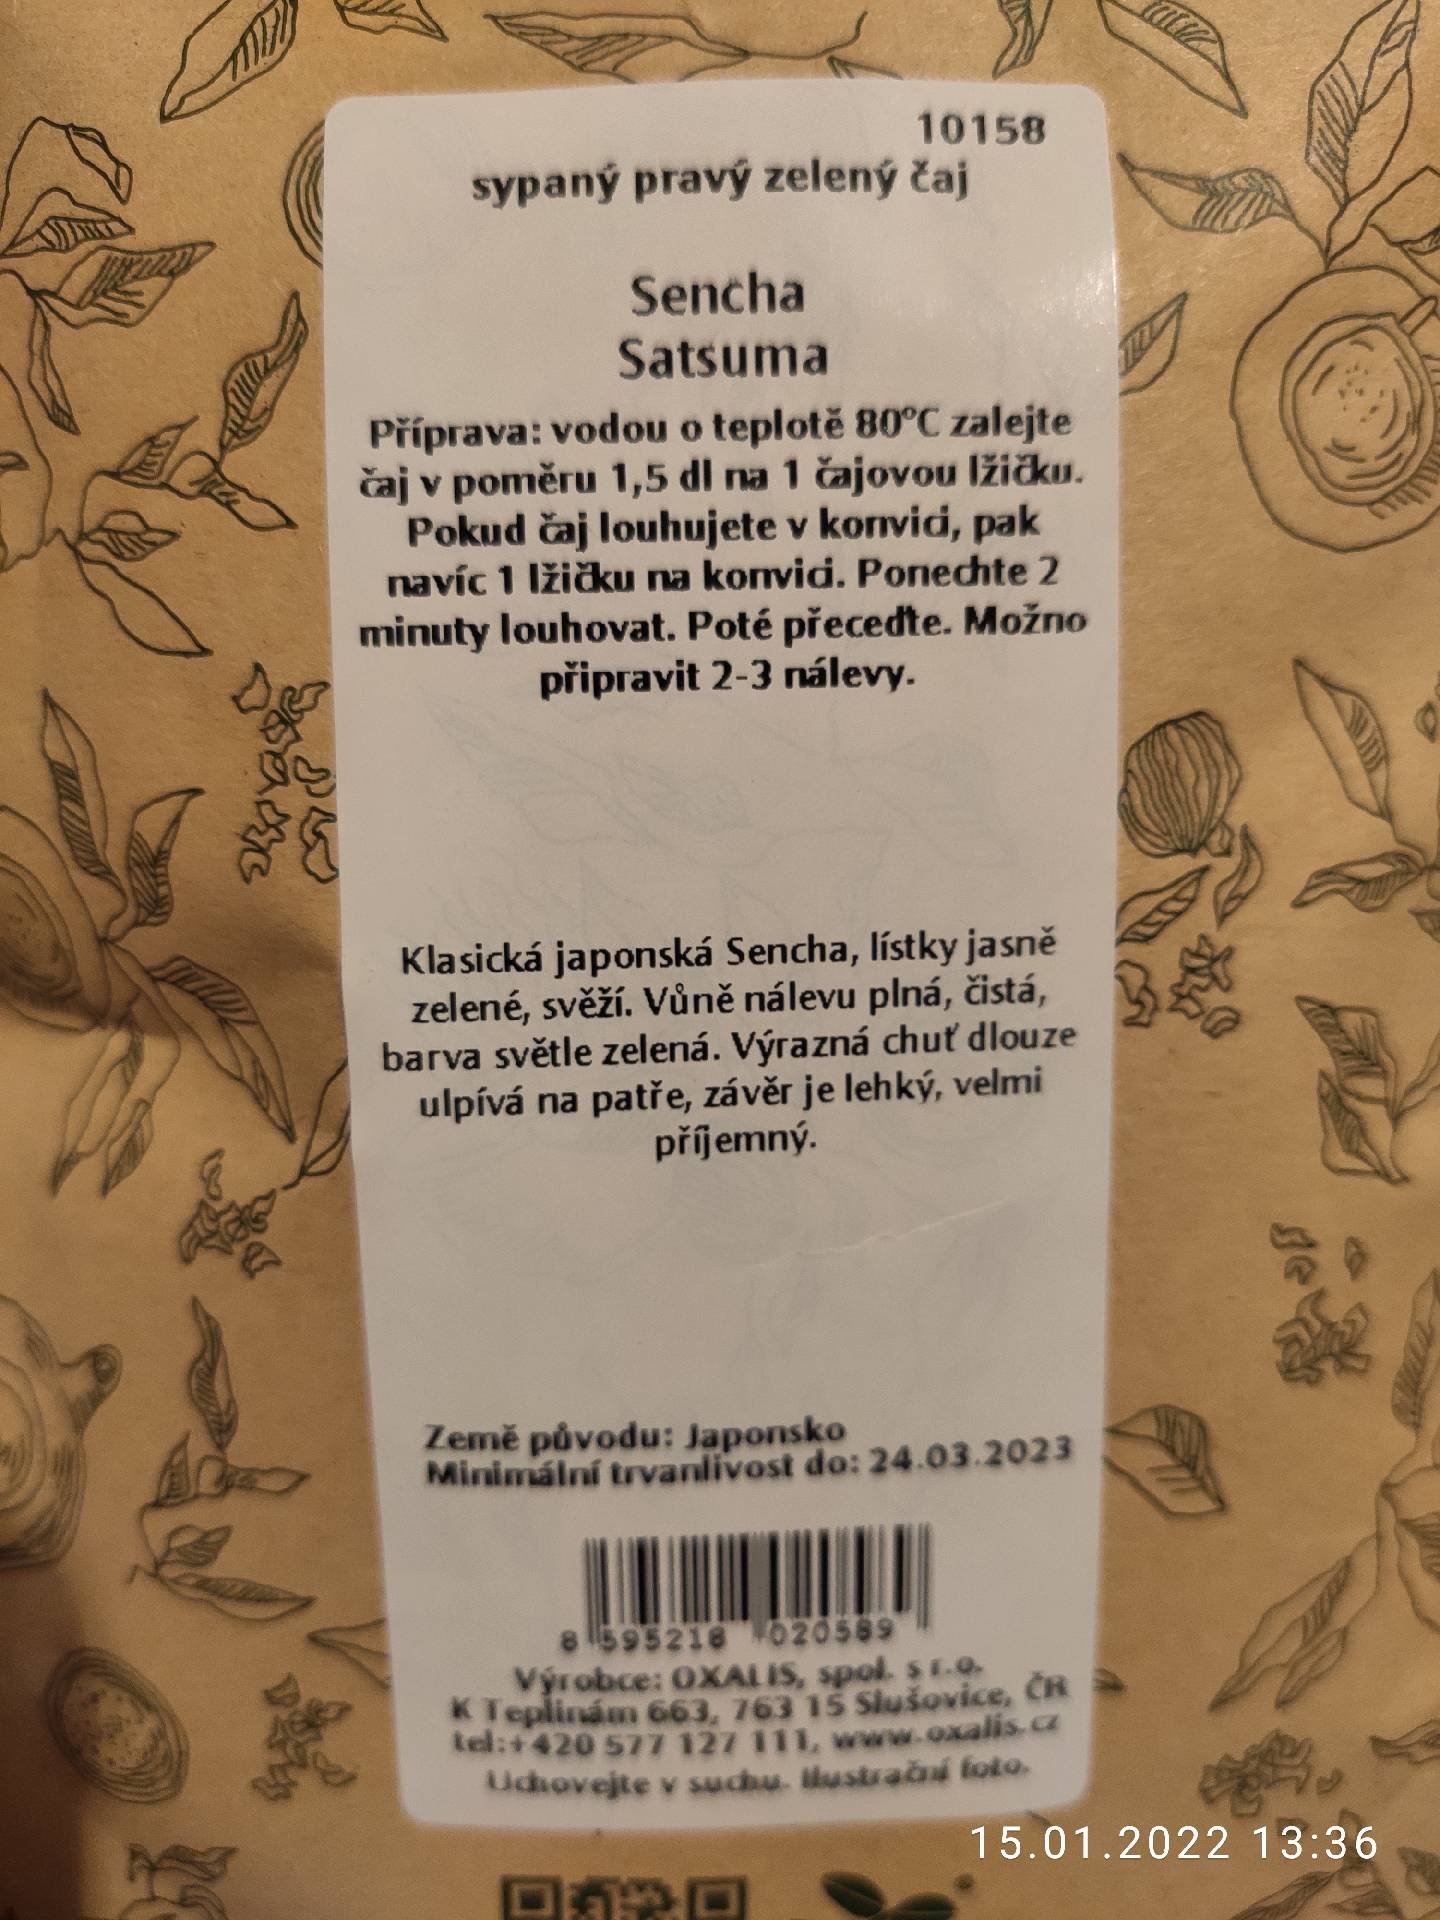 10158
sypaný pravý zelený čaj
Sencha
Satsuma
Příprava: vodou o teplotě 80°C zalejte
čaj v poměru 1,5 dl na 1 čajovou lžičku.
Pokud čaj louhujete v konvici, pak
navíc 1 lžičku na konvici. Ponechte 2
minuty louhovat. Poté přeceďte. Možno
připravit 2-3 nálevy.
Klasická japonská Sencha, lístky jasně
zelené, svěží. Vůně nálevu plná, čistá,
barva světle zelená. Výrazná chuť dlouze
ulpívá na patře, závěr je lehký, velmi
příjemný.
Země původu: Japonsko
Minimální trvanlivost do: 24.03.2023
8 595218 020589
Výrobce: OXALIS, spol. s r.o.
K Teplinám 663, 763 15 Slušovice, ČR
tel:+420 577 127 111, www.oxalis.cz
Uchovejte v suchu. Ilustrační foto.
15.01.2022 13:36